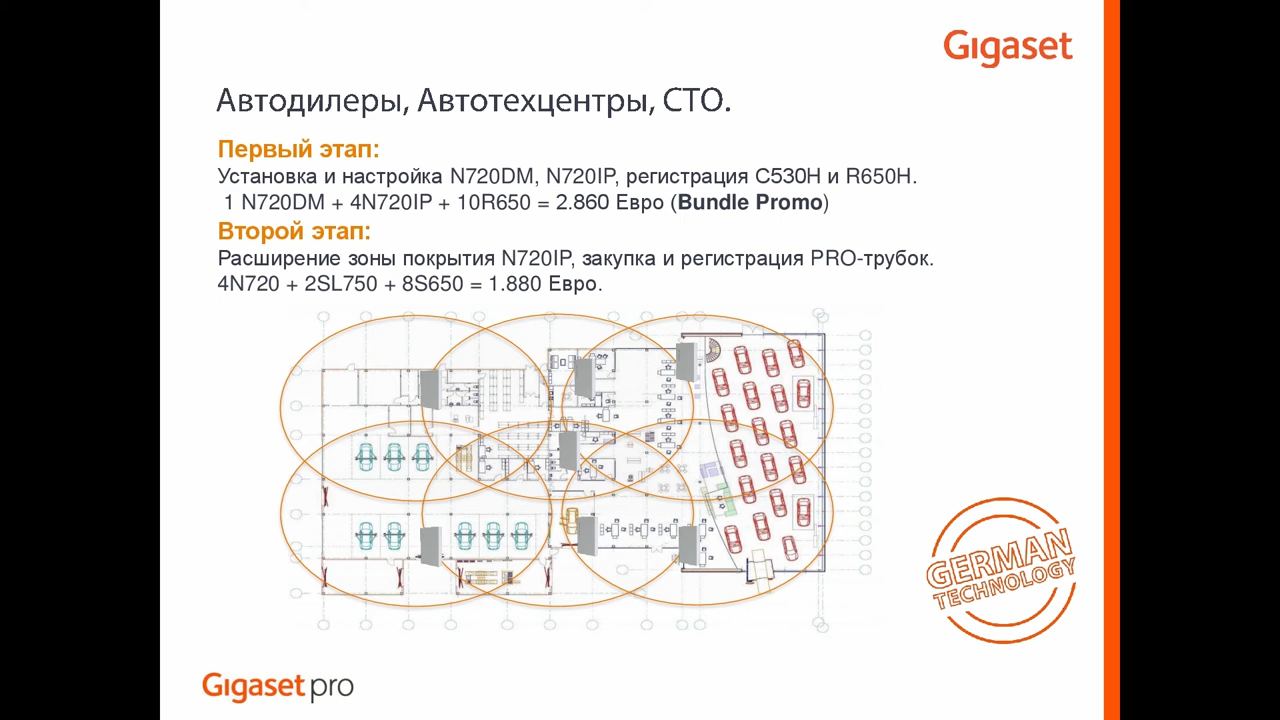 Gigaset
Автодилеры, Автотехцентры, СТО.
Первый этап:
Установка и настройка N720DM, N720IP, регистрация C530H и R650H.
1 N720DM + 4N720IP + 10R650 = 2.860 Евро (Bundle Promo)
Второй этап:
Расширение зоны покрытия N720IP, закупка и регистрация PRO-трубок.
4N720 + 2SL750 + 8S650 = 1.880 Евро.
GERMAN
TECHNOLOGY
Gigaset pro